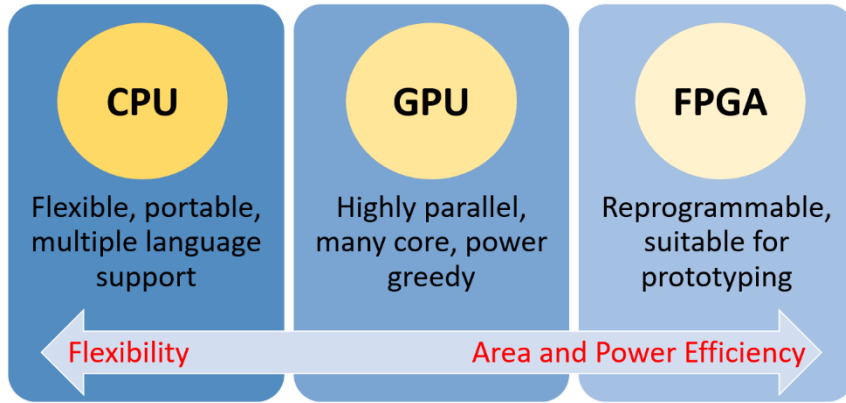 CPU
Flexible, portable,
multiple language
support
GPU
Highly parallel,
many core, power
greedy
FPGA
Reprogrammable,
suitable for
prototyping
Flexibility
Area and Power Efficiency